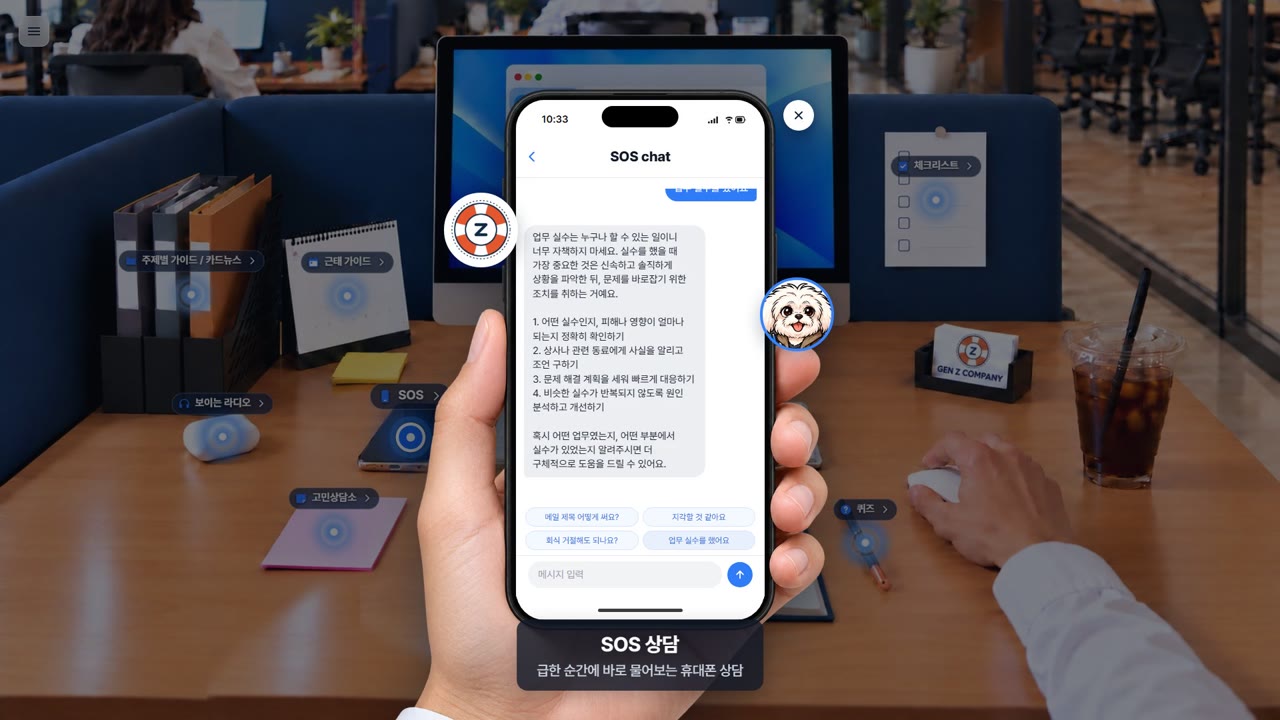 10:33
SOS chat
업무 실수를 했어요
업무 실수는 누구나 할 수 있는 일이니
너무 자책하지 마세요. 실수를 했을 때
가장 중요한 것은 신속하고 솔직하게
상황을 파악한 뒤, 문제를 바로잡기 위한
조치를 취하는 거예요.
1. 어떤 실수인지, 피해나 영향이 얼마나
되는지 정확히 확인하기
2. 상사나 관련 동료에게 사실을 알리고
조언 구하기
3. 문제 해결 계획을 세워 빠르게 대응하기
4. 비슷한 실수가 반복되지 않도록 원인
분석하고 개선하기
혹시 어떤 업무였는지, 어떤 부분에서
실수가 있었는지 알려주시면 더
구체적으로 도움을 드릴 수 있어요.
메일 제목 어떻게 써요?
지각할 것 같아요
회식 거절해도 되나요?
업무 실수를 했어요
메시지 입력
SOS 상담
급한 순간에 바로 물어보는 휴대폰 상담
Z
주제별 가이드 / 카드뉴스
근태 가이드
보이는 라디오
SOS
고민상담소
체크리스트
Z
GEN Z COMPANY
퀴즈